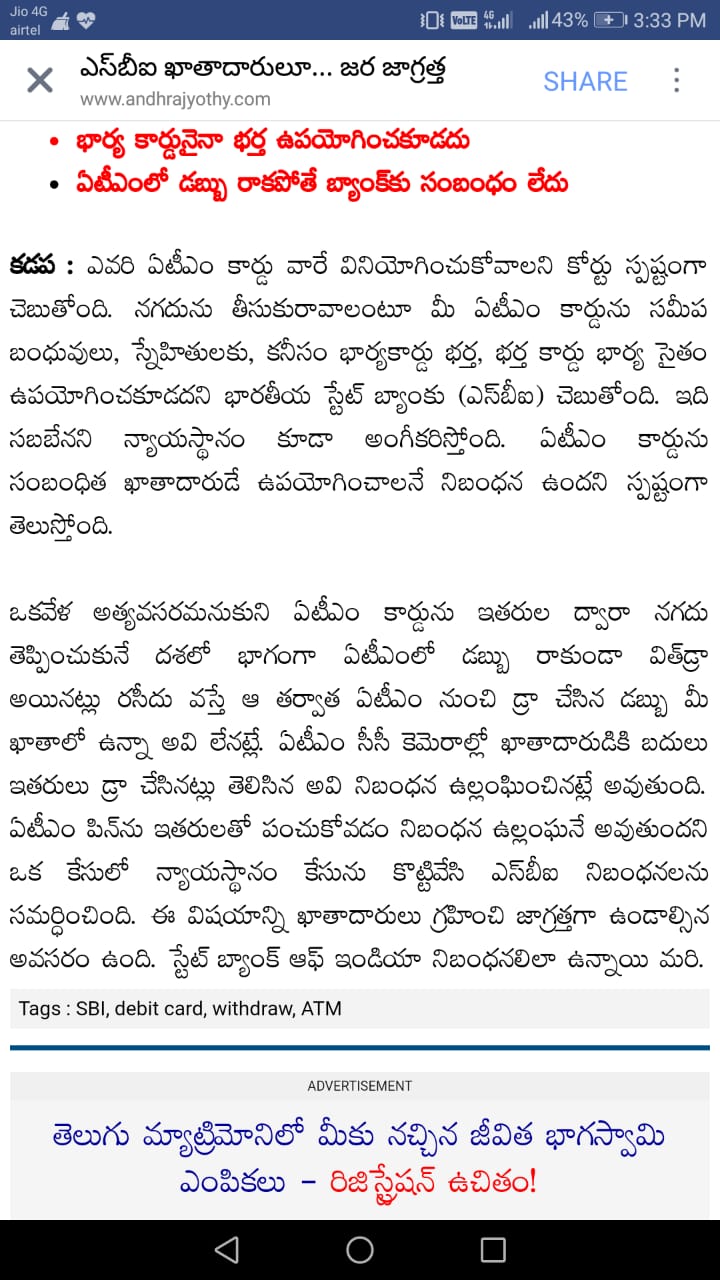 Jio 4G
airtel
VoLTE 4G 43% 3:33 PM
ఎస్‌బీఐ ఖాతాదారులూ... జర జాగ్రత్త
www.andhrajyothy.com
SHARE
• భార్య కార్డునైనా భర్త ఉపయోగించకూడదు
• ఏటీఎంలో డబ్బు రాకపోతే బ్యాంక్‌కు సంబంధం లేదు
కడప : ఎవరి ఏటీఎం కార్డు వారే వినియోగించుకోవాలని కోర్టు స్పష్టంగా
చెబుతోంది. నగదును తీసుకురావాలంటూ మీ ఏటీఎం కార్డును సమీప
బంధువులు, స్నేహితులకు, కనీసం భార్యకార్డు భర్త, భర్త కార్డు భార్య సైతం
ఉపయోగించకూడదని భారతీయ స్టేట్ బ్యాంకు (ఎస్‌బీఐ) చెబుతోంది. ఇది
సబబేనని న్యాయస్థానం కూడా అంగీకరిస్తోంది. ఏటీఎం కార్డును
సంబంధిత ఖాతాదారుడే ఉపయోగించాలనే నిబంధన ఉందని స్పష్టంగా
తెలుస్తోంది.
ఒకవేళ అత్యవసరమనుకుని ఏటీఎం కార్డును ఇతరుల ద్వారా నగదు
తెప్పించుకునే దశలో భాగంగా ఏటీఎంలో డబ్బు రాకుండా విత్‌డ్రా
అయినట్లు రసీదు వస్తే ఆ తర్వాత ఏటీఎం నుంచి డ్రా చేసిన డబ్బు మీ
ఖాతాలో ఉన్నా అవి లేనట్లే. ఏటీఎం సీసీ కెమెరాల్లో ఖాతాదారుడికి బదులు
ఇతరులు డ్రా చేసినట్లు తెలిసిన అవి నిబంధన ఉల్లంఘించినట్లే అవుతుంది.
ఏటీఎం పిన్‌ను ఇతరులతో పంచుకోవడం నిబంధన ఉల్లంఘనే అవుతుందని
ఒక కేసులో న్యాయస్థానం కేసును కొట్టివేసి ఎస్‌బీఐ నిబంధనలను
సమర్ధించింది. ఈ విషయాన్ని ఖాతాదారులు గ్రహించి జాగ్రత్తగా ఉండాల్సిన
అవసరం ఉంది. స్టేట్ బ్యాంక్ ఆఫ్ ఇండియా నిబంధనలిలా ఉన్నాయి మరి.
Tags : SBI, debit card, withdraw, ATM
ADVERTISEMENT
తెలుగు మ్యాట్రిమోనిలో మీకు నచ్చిన జీవిత భాగస్వామి
ఎంపికలు – రిజిస్ట్రేషన్ ఉచితం!